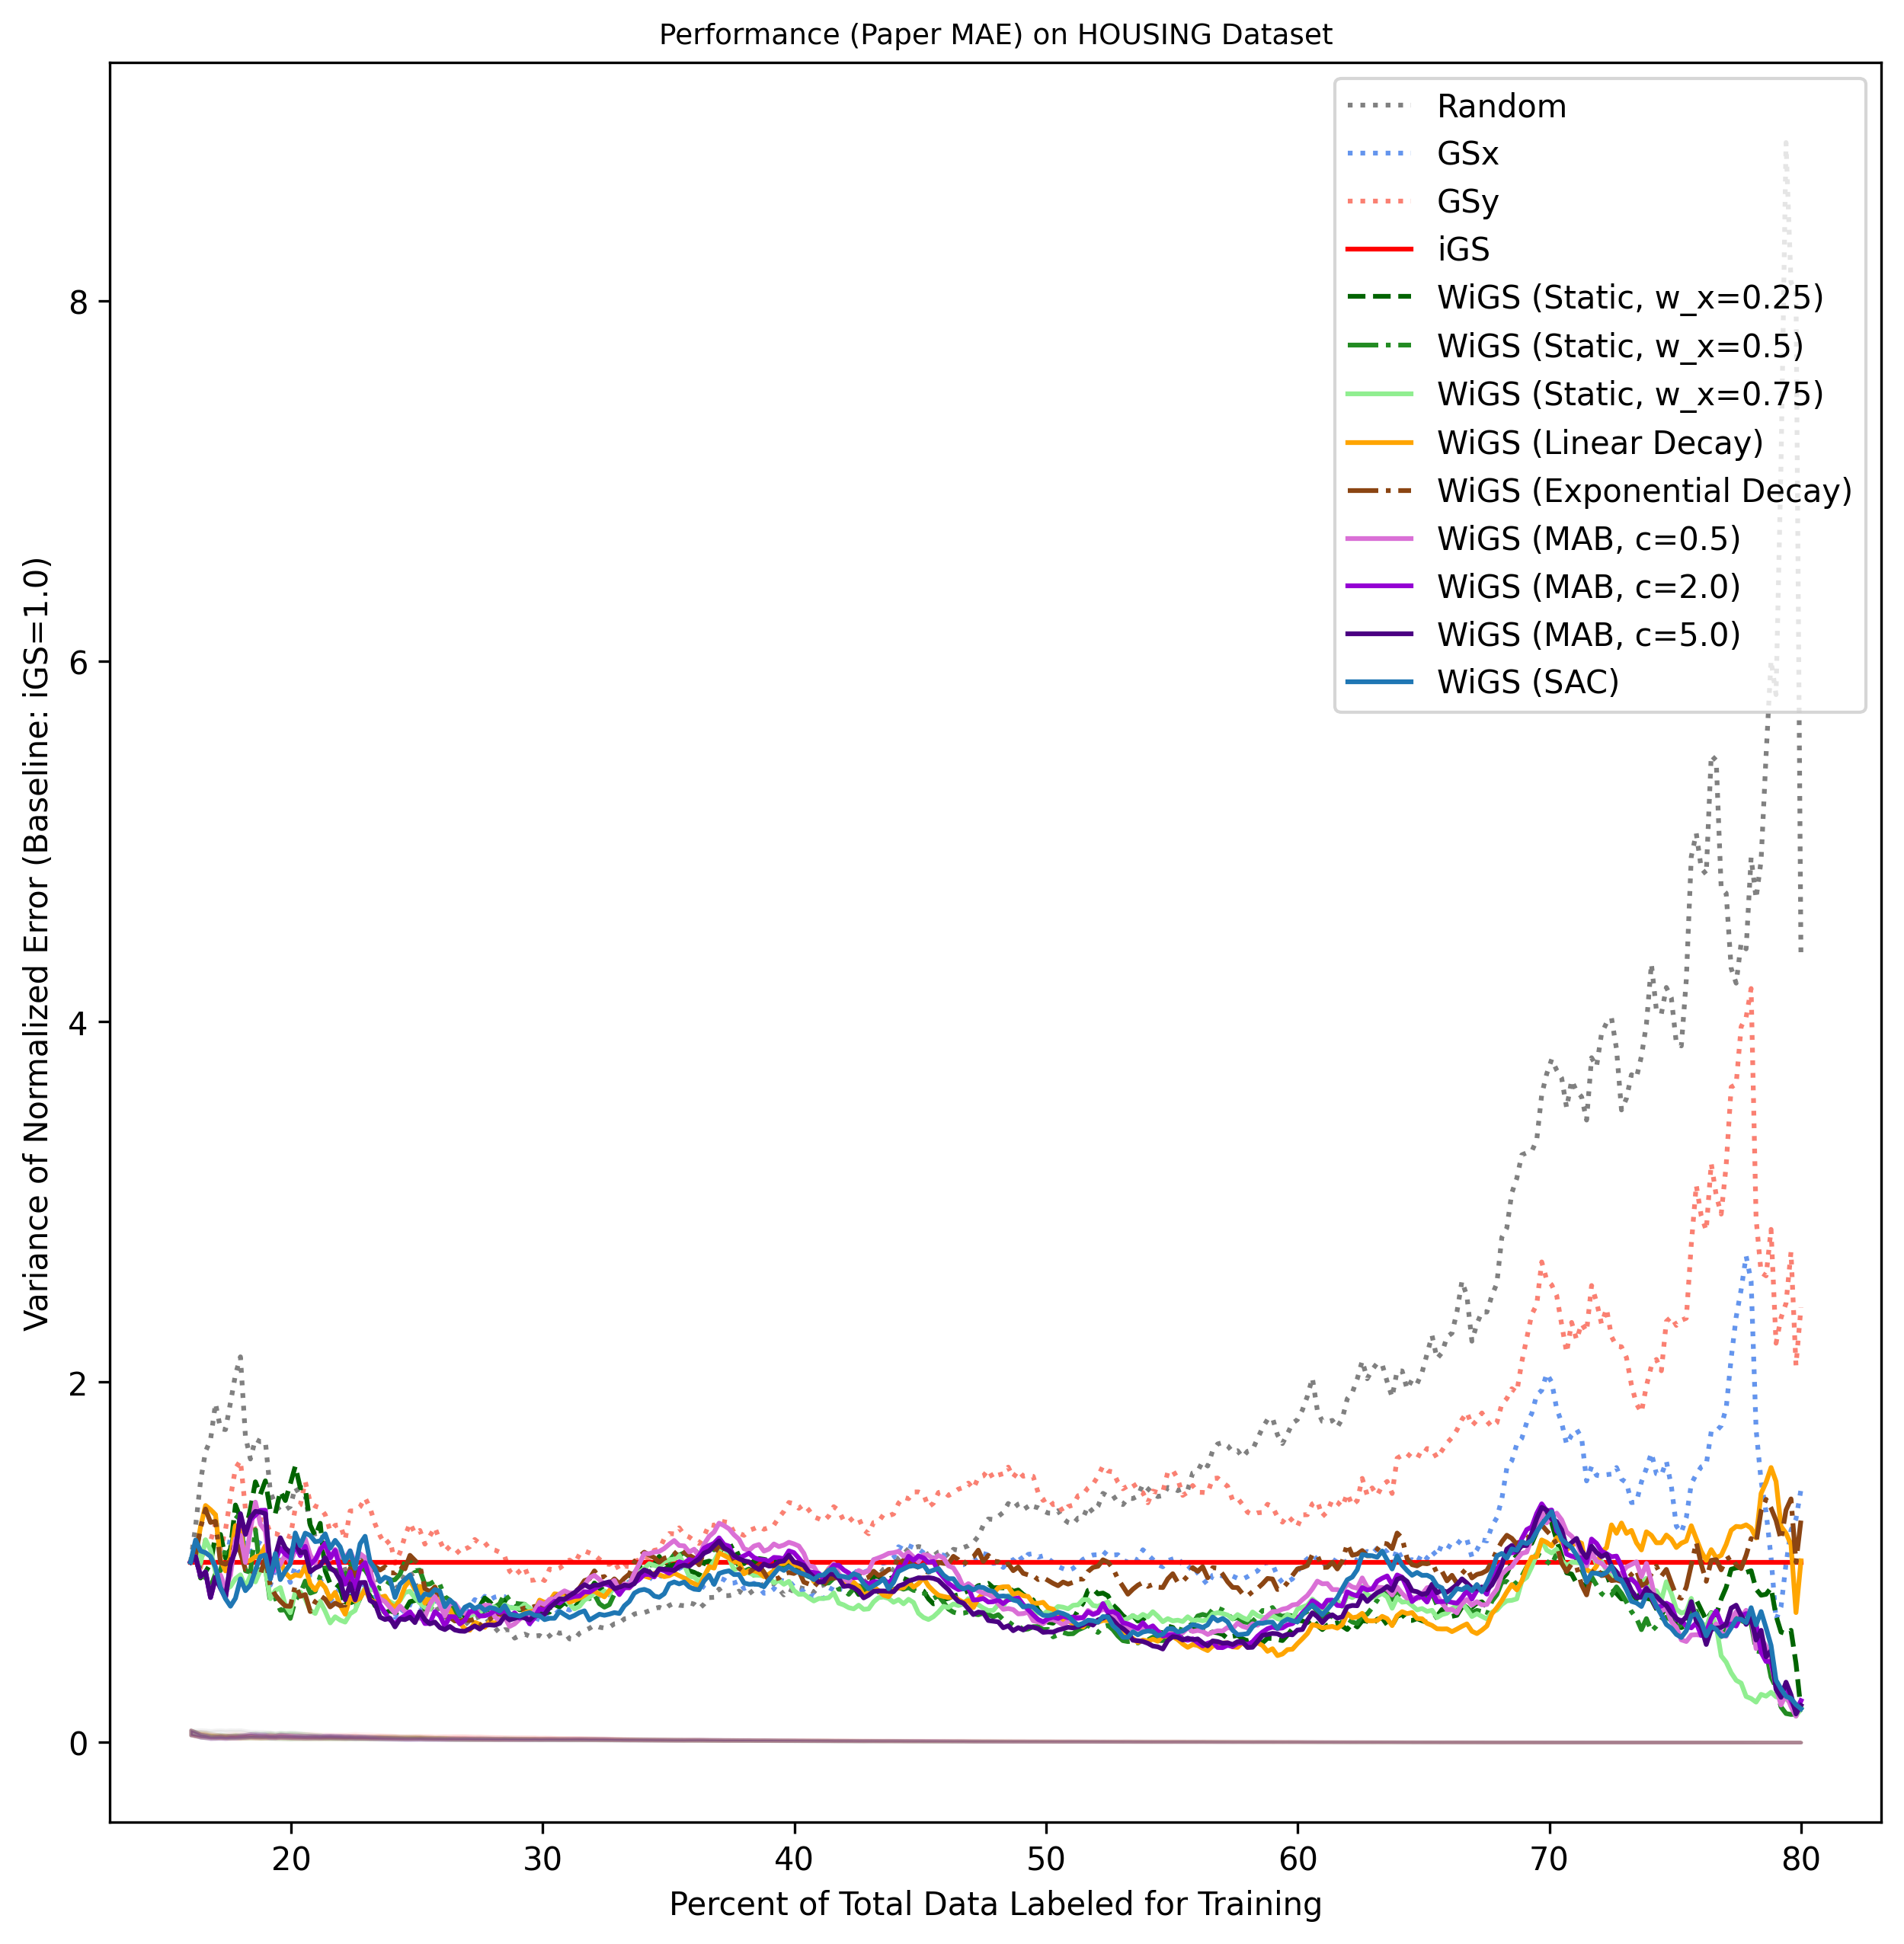 Performance (Paper MAE) on HOUSING Dataset
Variance of Normalized Error (Baseline: iGS=1.0)
8
6
4
2
0
Random
GSx
GSy
iGS
WiGS (Static, w_x=0.25)
WiGS (Static, w_x=0.5)
WiGS (Static, w_x=0.75)
WiGS (Linear Decay)
WiGS (Exponential Decay)
WiGS (MAB, c=0.5)
WiGS (MAB, c=2.0)
WiGS (MAB, c=5.0)
WiGS (SAC)
20 30 40 50 60 70 80
Percent of Total Data Labeled for Training